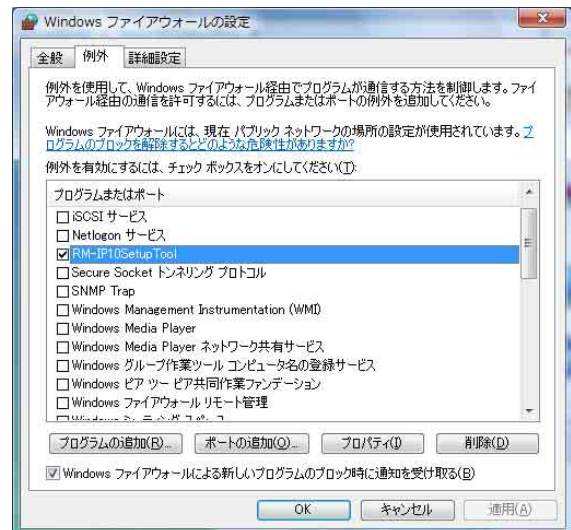 Windows ファイアウォールの設定
全般 例外 詳細設定
例外を使用して、Windows ファイアウォール経由でプログラムが通信する方法を制御します。ファイ
アウォール経由の通信を許可するには、プログラムまたはポートの例外を追加してください。
Windows ファイアウォールには、現在 パブリック ネットワークの場所の設定が使用されています。プ
ログラムのブロックを解除するとどのような危険性がありますか?
例外を有効にするには、チェック ボックスをオンにしてください(T):
プログラムまたはポート
iSCSI サービス
Netlogon サービス
RM-IP10SetupTool
Secure Socket トンネリング プロトコル
SNMP Trap
Windows Management Instrumentation (WMI)
Windows Media Player
Windows Media Player ネットワーク共有サービス
Windows グループ作業ツール コンピュータ名の登録サービス
Windows ピア ツー ピア共同作業ファンデーション
Windows ファイアウォール リモート管理
プログラムの追加(R)... ポートの追加(O)... プロパティ(I) 削除(D)
Windows ファイアウォールによる新しいプログラムのブロック時に通知を受け取る(B)
OK キャンセル 適用(A)